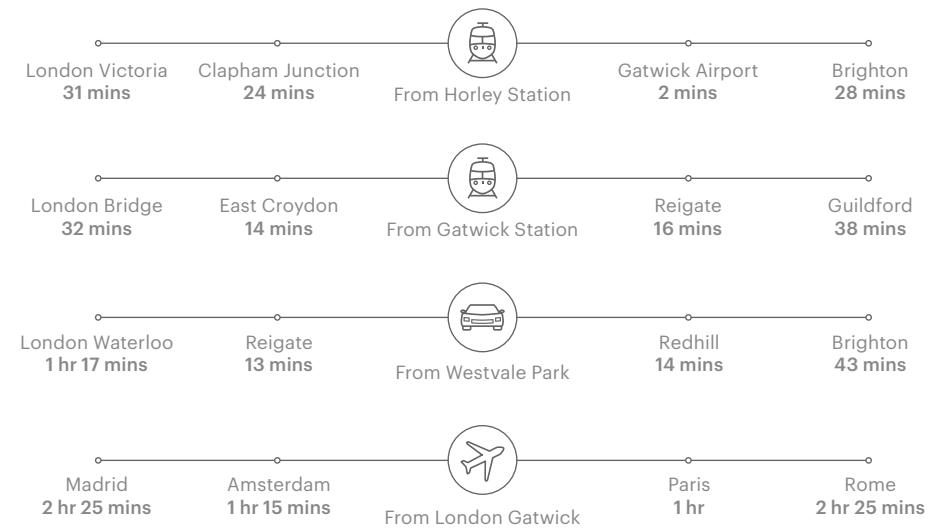 London Victoria
31 mins
Clapham Junction
24 mins
From Horley Station
Gatwick Airport
2 mins
Brighton
28 mins
London Bridge
32 mins
East Croydon
14 mins
From Gatwick Station
Reigate
16 mins
Guildford
38 mins
London Waterloo
1 hr 17 mins
Reigate
13 mins
From Westvale Park
Redhill
14 mins
Brighton
43 mins
Madrid
2 hr 25 mins
Amsterdam
1 hr 15 mins
From London Gatwick
Paris
1 hr
Rome
2 hr 25 mins